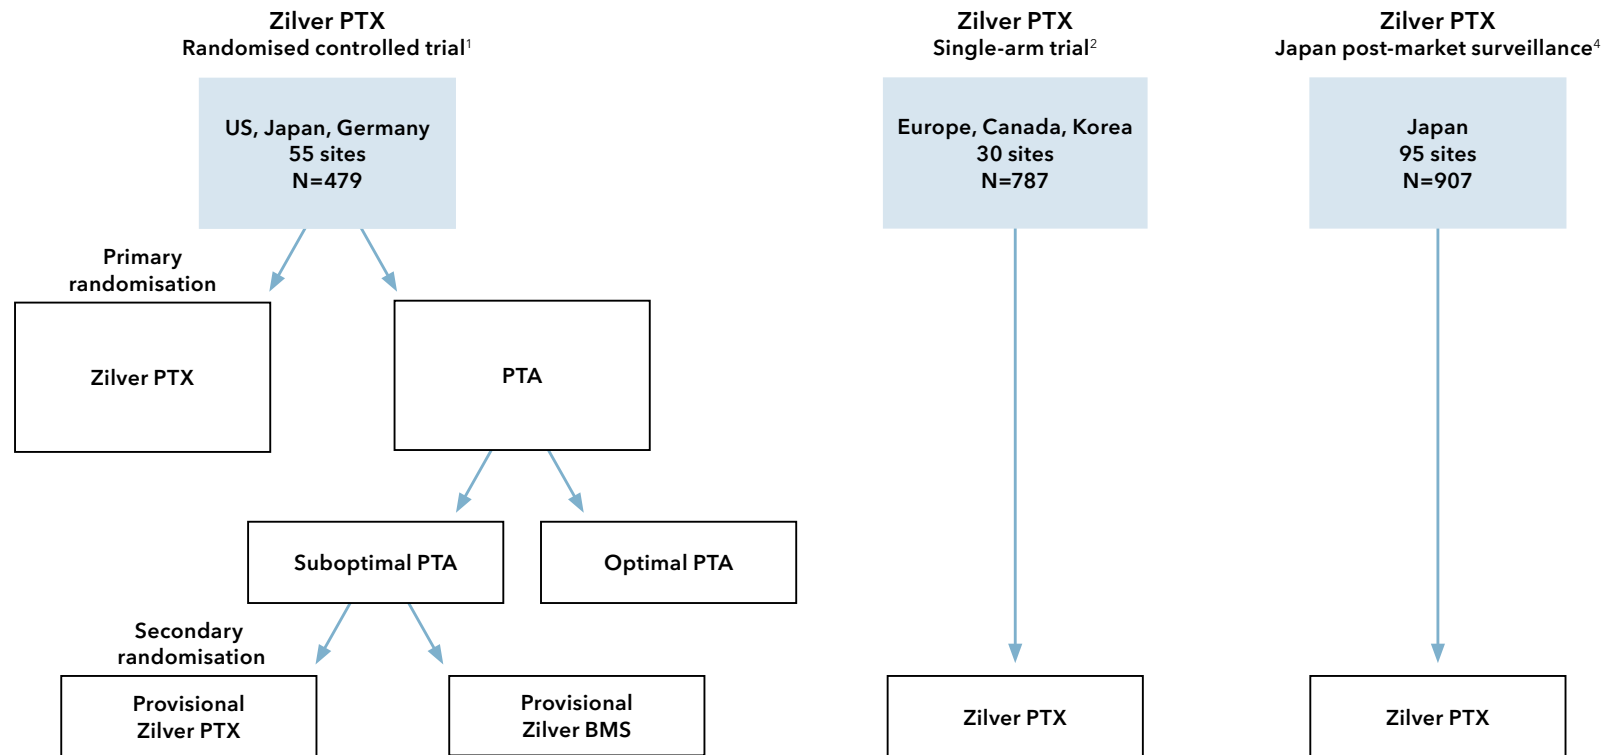 Zilver PTX
Randomised controlled trial¹
US, Japan, Germany
55 sites
N=479
Primary
randomisation
Zilver PTX
PTA
Suboptimal PTA
Optimal PTA
Secondary
randomisation
Provisional
Zilver PTX
Provisional
Zilver BMS
Zilver PTX
Single-arm trial²
Europe, Canada, Korea
30 sites
N=787
Zilver PTX
Zilver PTX
Japan post-market surveillance⁴
Japan
95 sites
N=907
Zilver PTX